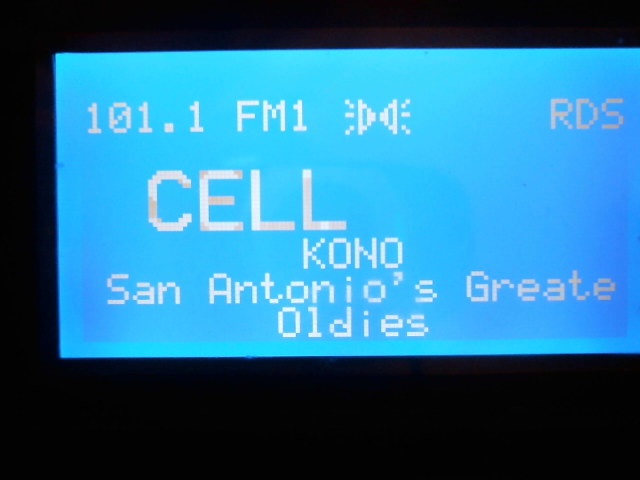 101.1 FM1 RDS
CELL
KONO
San Antonio's Greate
Oldies